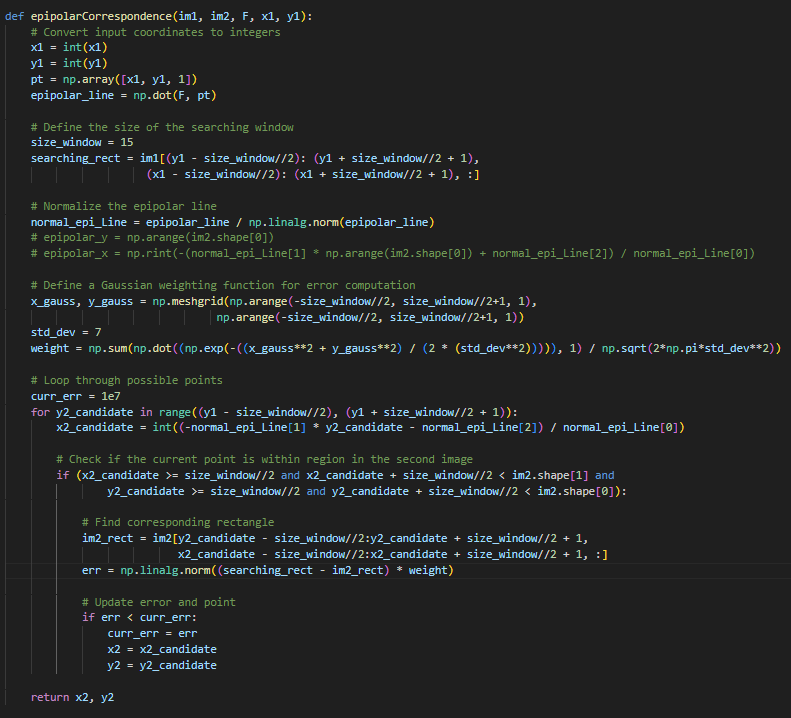 def epipolarCorrespondence(im1, im2, F, x1, y1):
    # Convert input coordinates to integers
    x1 = int(x1)
    y1 = int(y1)
    pt = np.array([x1, y1, 1])
    epipolar_line = np.dot(F, pt)

    # Define the size of the searching window
    size_window = 15
    searching_rect = im1[(y1 - size_window//2): (y1 + size_window//2 + 1),
                      (x1 - size_window//2): (x1 + size_window//2 + 1), :]

    # Normalize the epipolar line
    normal_epi_Line = epipolar_line / np.linalg.norm(epipolar_line)
    # epipolar_y = np.arange(im2.shape[0])
    # epipolar_x = np.rint(-(normal_epi_Line[1] * np.arange(im2.shape[0]) + normal_epi_Line[2]) / normal_epi_Line[0])

    # Define a Gaussian weighting function for error computation
    x_gauss, y_gauss = np.meshgrid(np.arange(-size_window//2, size_window//2+1, 1),
                                 np.arange(-size_window//2, size_window//2+1, 1))
    std_dev = 7
    weight = np.sum(np.dot((np.exp(-((x_gauss**2 + y_gauss**2) / (2 * (std_dev**2))))), 1) / np.sqrt(2*np.pi*std_dev**2))

    # Loop through possible points
    curr_err = 1e7
    for y2_candidate in range((y1 - size_window//2), (y1 + size_window//2 + 1)):
        x2_candidate = int((-normal_epi_Line[1] * y2_candidate - normal_epi_Line[2]) / normal_epi_Line[0])

        # Check if the current point is within region in the second image
        if (x2_candidate >= size_window//2 and x2_candidate + size_window//2 < im2.shape[1] and
                y2_candidate >= size_window//2 and y2_candidate + size_window//2 < im2.shape[0]):

            # Find corresponding rectangle
            im2_rect = im2[y2_candidate - size_window//2:y2_candidate + size_window//2 + 1,
                           x2_candidate - size_window//2:x2_candidate + size_window//2 + 1, :]
            err = np.linalg.norm((searching_rect - im2_rect) * weight)

            # Update error and point
            if err < curr_err:
                curr_err = err
                x2 = x2_candidate
                y2 = y2_candidate

    return x2, y2